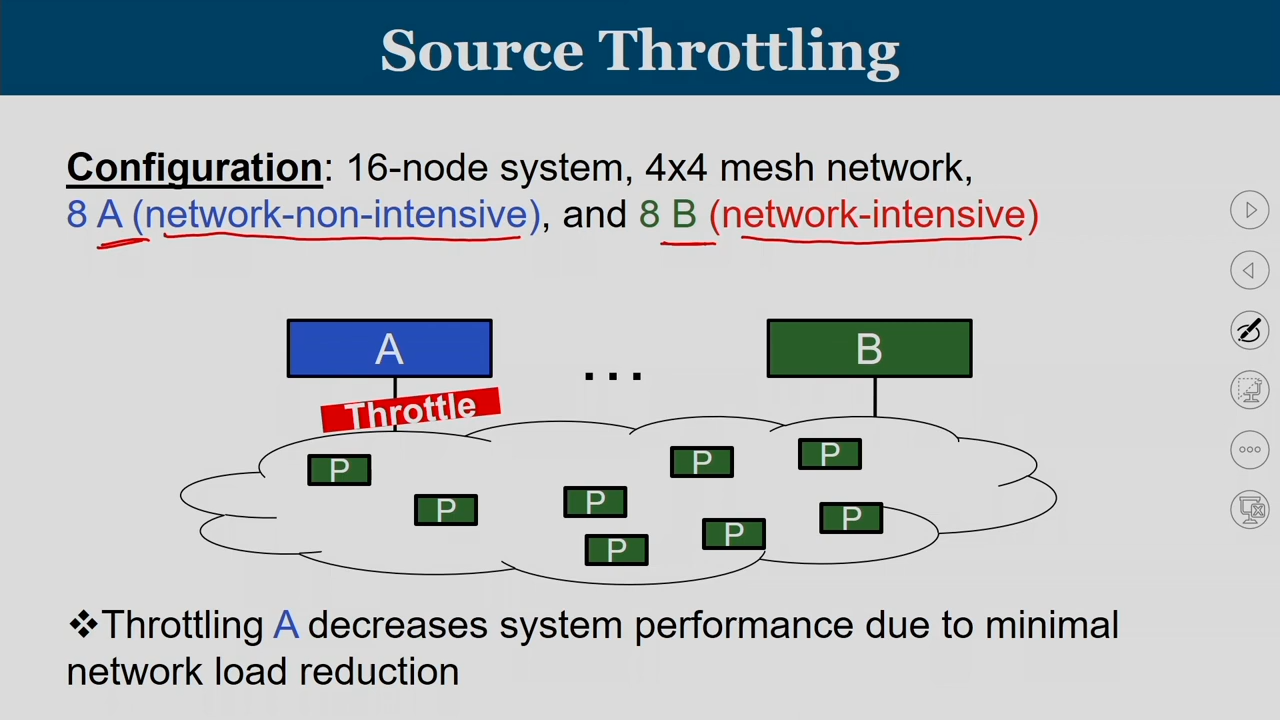 Source Throttling
Configuration: 16-node system, 4x4 mesh network,
8 A (network-non-intensive), and 8 B (network-intensive)
A
...
B
Throttle
P
P
P
P
P
P
P
P
❖Throttling A decreases system performance due to minimal
network load reduction